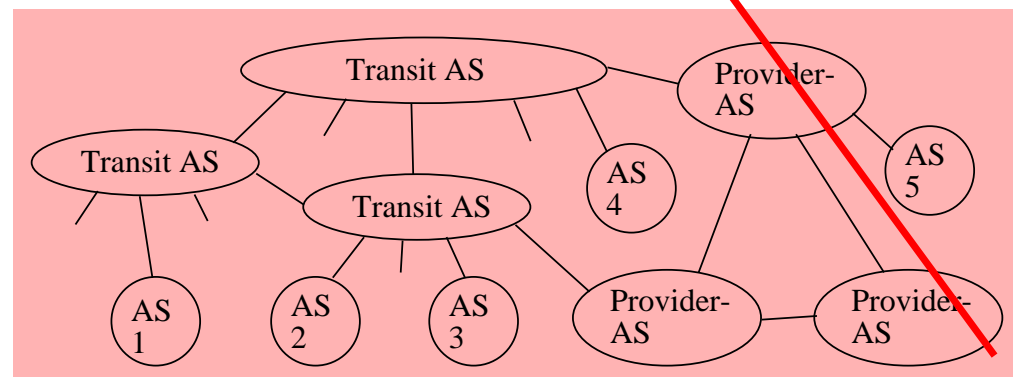 Transit AS
Provider-
AS
Transit AS
AS
4
AS
5
Transit AS
AS
1
AS
2
AS
3
Provider-
AS
Provider-
AS